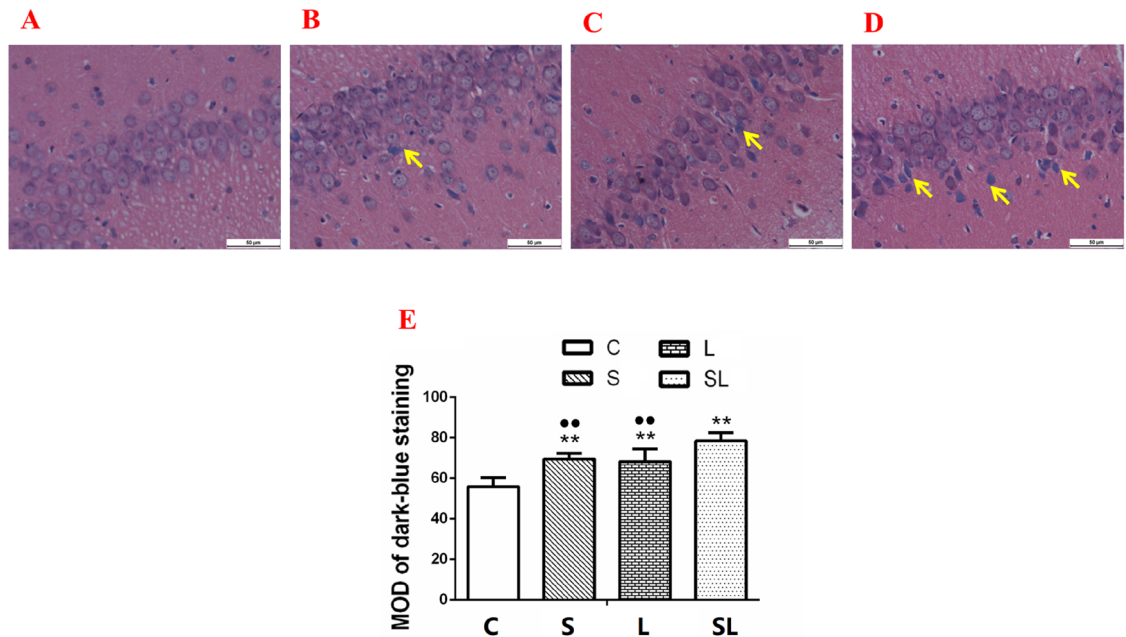 A B C D
50 μm 50 μm 50 μm 50 μm
E
C L
S SL
MOD of dark-blue staining
100
80
60
40
20
0
●● ●●
** ** **
C S L SL